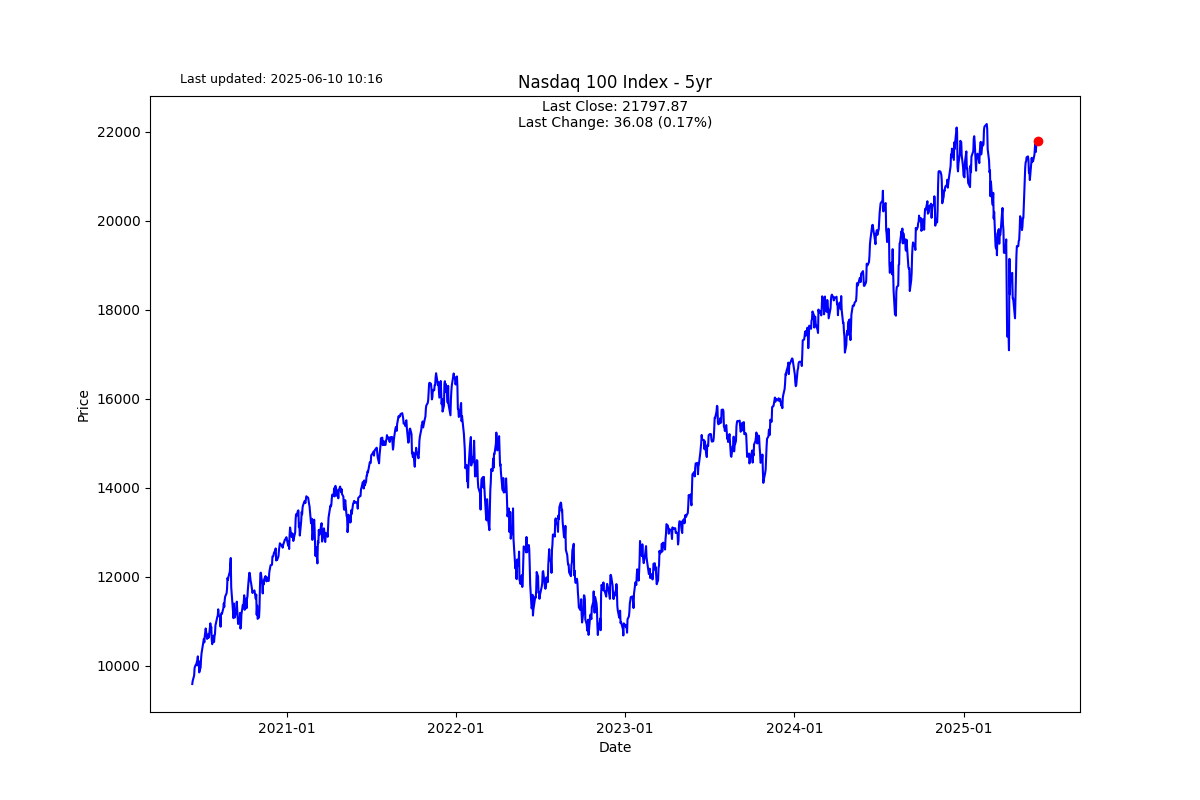 Last updated: 2025-06-10 10:16
Nasdaq 100 Index - 5yr
Last Close: 21797.87
Last Change: 36.08 (0.17%)
22000
20000
18000
16000
14000
12000
10000
Price
2021-01
2022-01
2023-01
2024-01
2025-01
Date